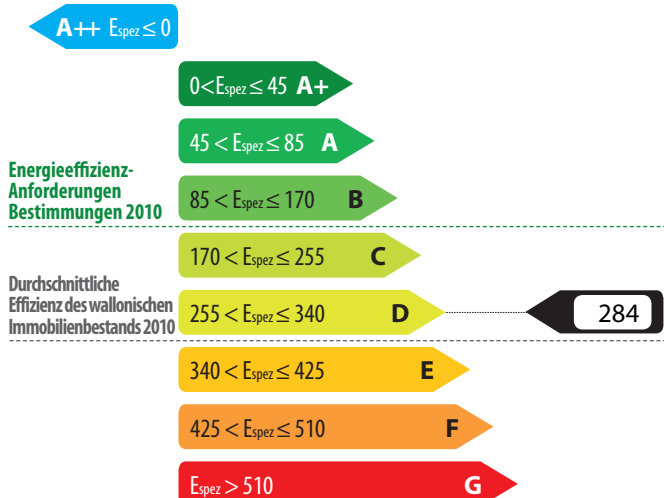 A++ Espez ≤ 0
0 < Espez ≤ 45 A+
45 < Espez ≤ 85 A
Energieeffizienz-
Anforderungen
Bestimmungen 2010
85 < Espez ≤ 170 B
170 < Espez ≤ 255 C
Durchschnittliche
Effizienz des wallonischen
Immobilienbestands 2010
255 < Espez ≤ 340 D
284
340 < Espez ≤ 425 E
425 < Espez ≤ 510 F
Espez > 510 G